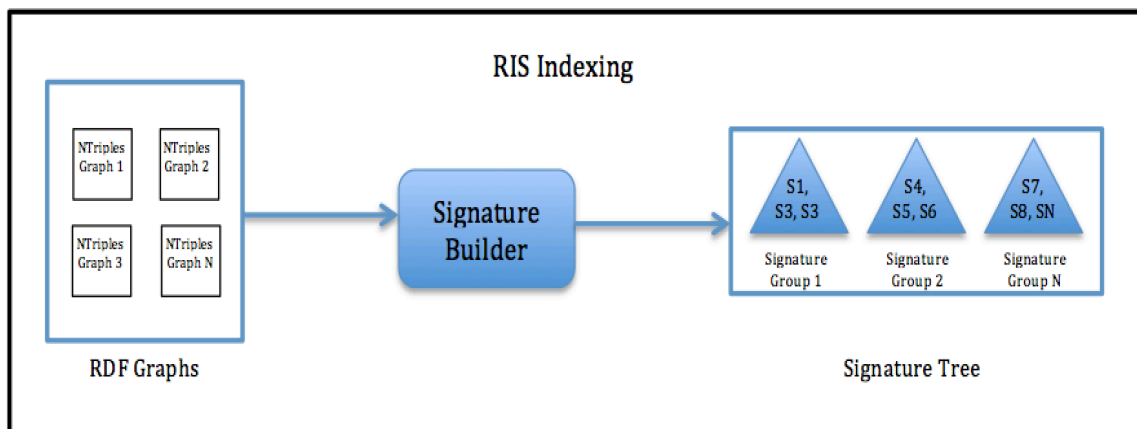 RIS Indexing
NTriples
Graph 1
NTriples
Graph 2
NTriples
Graph 3
NTriples
Graph N
RDF Graphs
Signature
Builder
S1,
S3, S3
S4,
S5, S6
S7,
S8, SN
Signature
Group 1
Signature
Group 2
Signature
Group N
Signature Tree